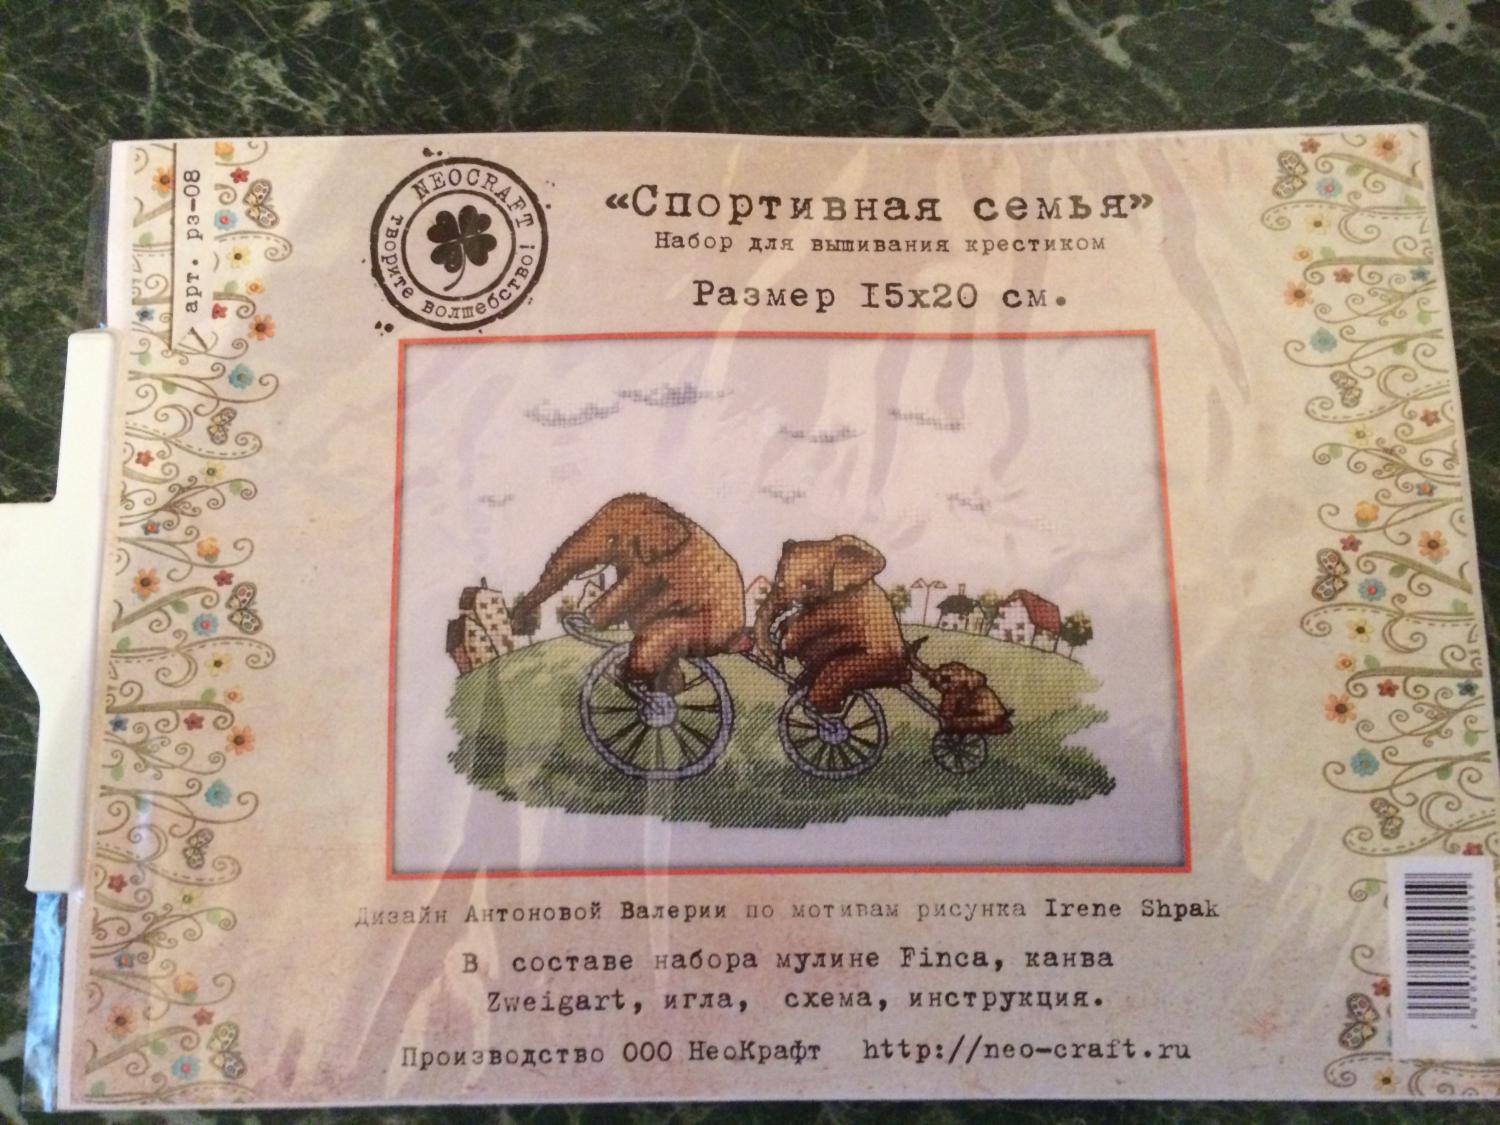 арт. рз-08
NEOCRAFT
творите волшебство!
«Спортивная семья»
Набор для вышивания крестиком
Размер 15х20 см.
Дизайн Антоновой Валерии по мотивам рисунка Irene Shpak
В составе набора мулине Finca, канва
Zweigart, игла, схема, инструкция.
Производство ООО НеоКрафт http://neo-craft.ru